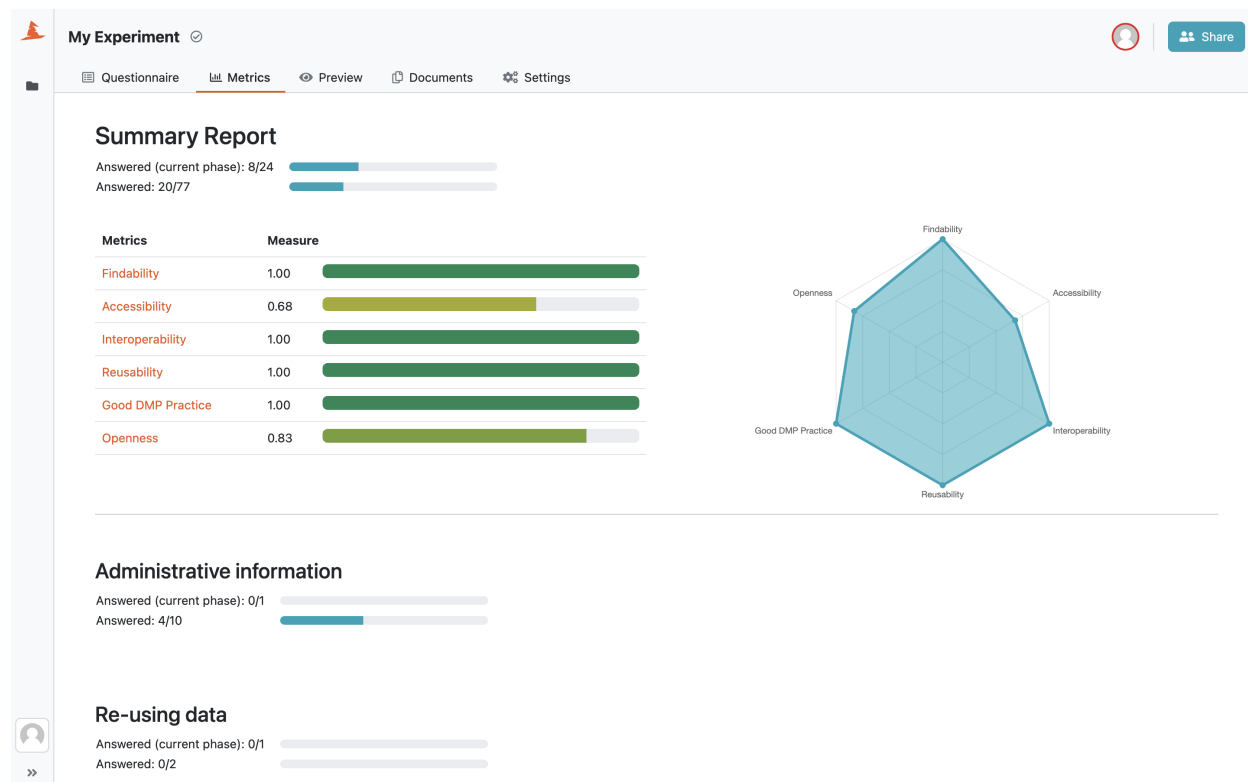 My Experiment
Share
Questionnaire Metrics Preview Documents Settings
Summary Report
Answered (current phase): 8/24
Answered: 20/77
Metrics Measure
Findability 1.00
Accessibility 0.68
Interoperability 1.00
Reusability 1.00
Good DMP Practice 1.00
Openness 0.83
Findability
Openness
Accessibility
Good DMP Practice
Interoperability
Reusability
Administrative information
Answered (current phase): 0/1
Answered: 4/10
Re-using data
Answered (current phase): 0/1
Answered: 0/2